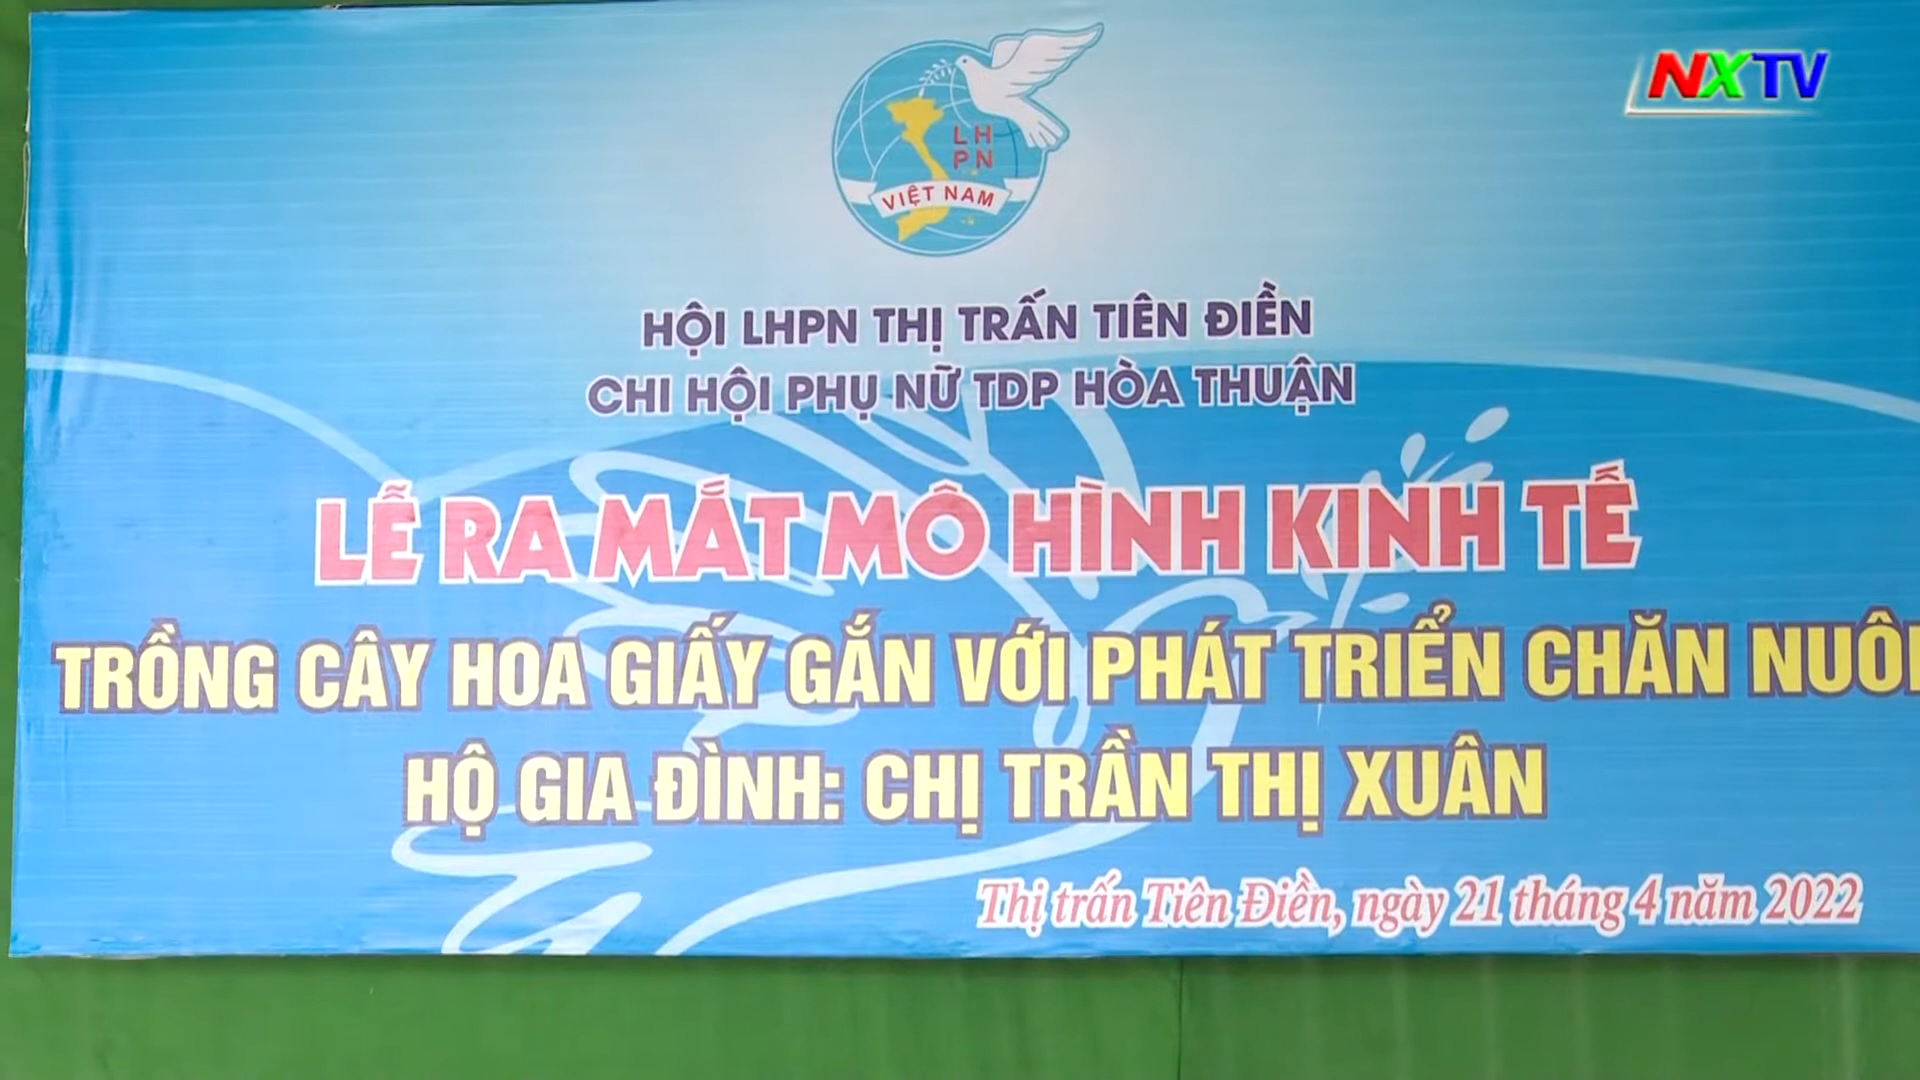 NXTV
LH
PN
VIỆT NAM
HỘI LHPN THỊ TRẤN TIÊN ĐIỀN
CHI HỘI PHỤ NỮ TDP HÒA THUẬN
LỄ RA MẮT MÔ HÌNH KINH TẾ
TRỒNG CÂY HOA GIẤY GẮN VỚI PHÁT TRIỂN CHĂN NUÔI
HỘ GIA ĐÌNH: CHỊ TRẦN THỊ XUÂN
Thị trấn Tiên Điền, ngày 21 tháng 4 năm 2022